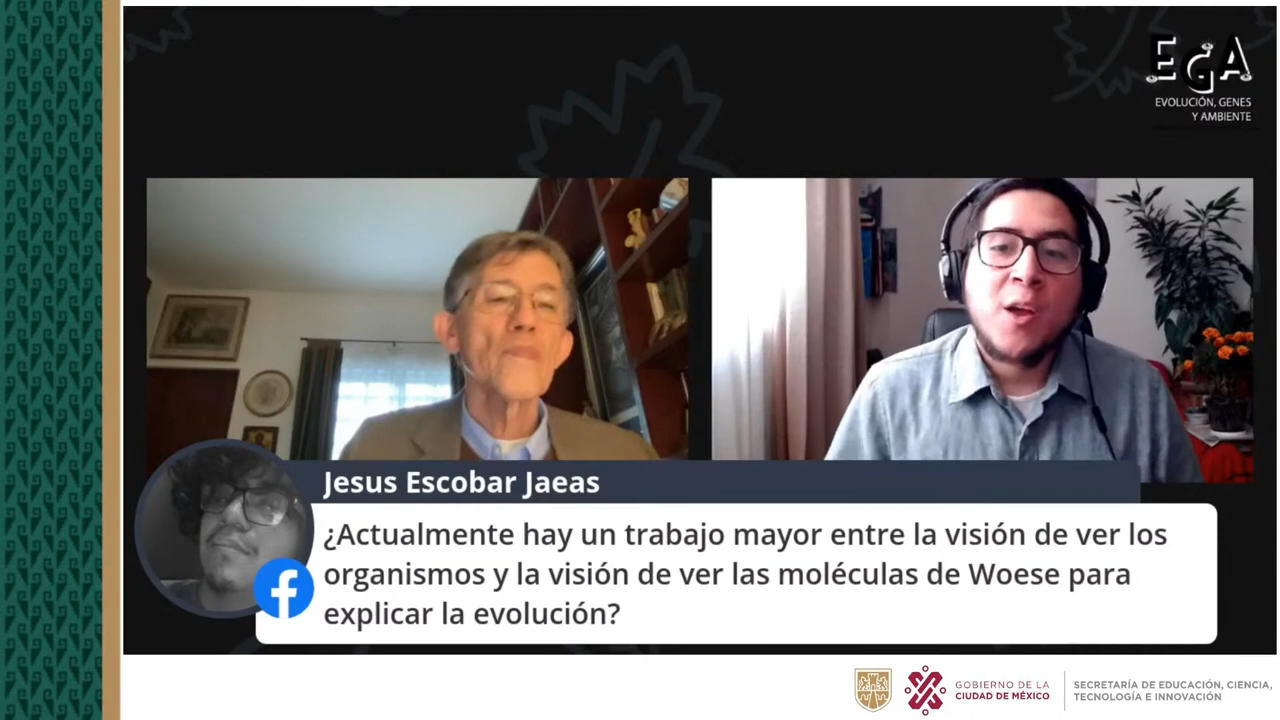 EGA
EVOLUCIÓN, GENES
Y AMBIENTE
Jesus Escobar Jaeas
¿Actualmente hay un trabajo mayor entre la visión de ver los
organismos y la visión de ver las moléculas de Woese para
explicar la evolución?
GOBIERNO DE LA
CIUDAD DE MÉXICO
SECRETARÍA DE EDUCACIÓN, CIENCIA,
TECNOLOGÍA E INNOVACIÓN